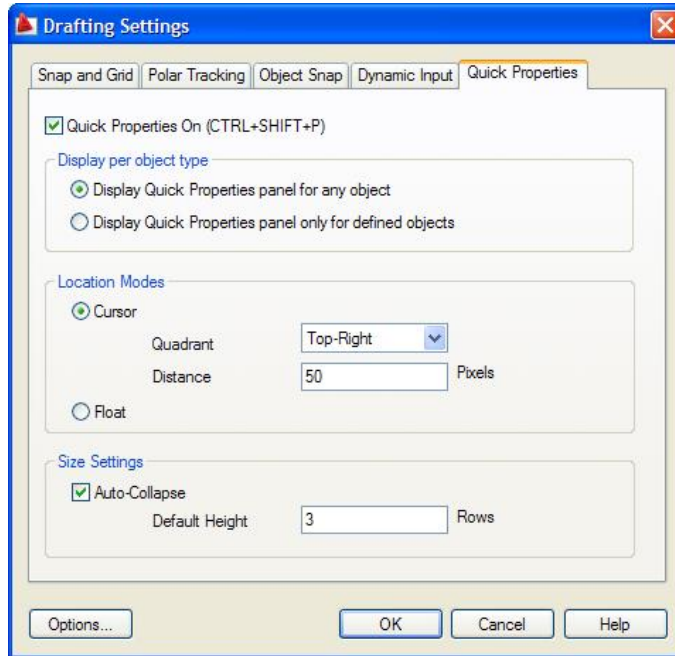 Drafting Settings
Snap and Grid Polar Tracking Object Snap Dynamic Input Quick Properties
Quick Properties On (CTRL+SHIFT+P)
Display per object type
Display Quick Properties panel for any object
Display Quick Properties panel only for defined objects
Location Modes
Cursor
Quadrant Top-Right
Distance 50 Pixels
Float
Size Settings
Auto-Collapse
Default Height 3 Rows
Options... OK Cancel Help